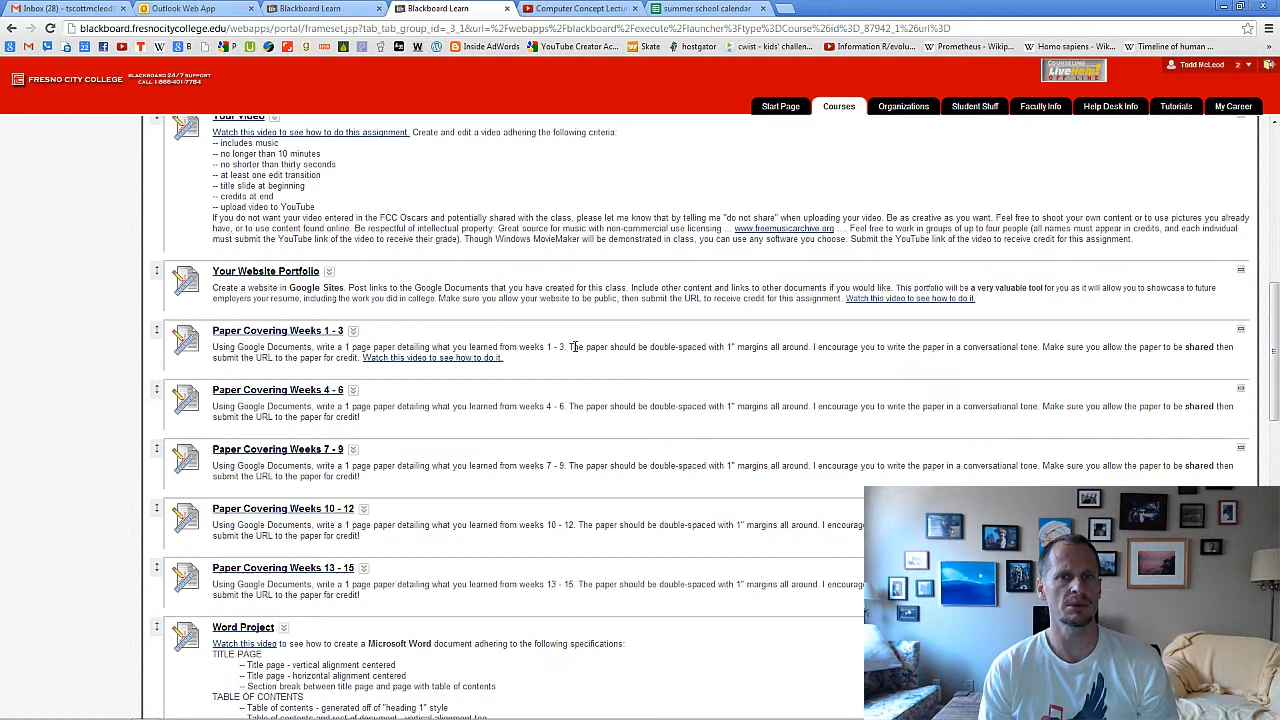 Inbox (28) - tscottmcleod
Outlook Web App
Blackboard Learn
Blackboard Learn
Computer Concept Lectu
summer school calendar
blackboard.fresnocitycollege.edu/webapps/portal/frameset.jsp?tab_tab_group_id=_3_1&url=%2Fwebapps%2Fblackboard%2Fexecute%2Flauncher%3Ftype%3DCourse%26id%3D_87942_1%26url%3D
Inside AdWords
YouTube Creator Ac
Skate
hostgator
cwist - kids' challen
Information R/evolu
Prometheus - Wikip
Homo sapiens - Wi
Timeline of human
FRESNO CITY COLLEGE
BLACKBOARD 24/7 SUPPORT
CALL 1-866-401-7784
Counseling
LiveHelp!
Todd McLeod 2
Start Page Courses Organizations Student Stuff Faculty Info Help Desk Info Tutorials My Career
Your Video
Watch this video to see how to do this assignment. Create and edit a video adhering the following criteria:
-- includes music
-- no longer than 10 minutes
-- no shorter than thirty seconds
-- at least one edit transition
-- title slide at beginning
-- credits at end
-- upload video to YouTube
If you do not want your video entered in the FCC Oscars and potentially shared with the class, please let me know that by telling me "do not share" when uploading your video. Be as creative as you want. Feel free to shoot your own content or to use pictures you already
have, or to use content found online. Be respectful of intellectual property. Great source for music with non-commercial use licensing ... www.freemusicarchive.org .... Feel free to work in groups of up to four people (all names must appear in credits, and each individual
must submit the YouTube link of the video to receive their grade). Though Windows MovieMaker will be demonstrated in class, you can use any software you choose. Submit the YouTube link of the video to receive credit for this assignment.
Your Website Portfolio
Create a website in Google Sites. Post links to the Google Documents that you have created for this class. Include other content and links to other documents if you would like. This portfolio will be a very valuable tool for you as it will allow you to showcase to future
employers your resume, including the work you did in college. Make sure you allow your website to be public, then submit the URL to receive credit for this assignment. Watch this video to see how to do it.
Paper Covering Weeks 1 - 3
Using Google Documents, write a 1 page paper detailing what you learned from weeks 1 - 3. The paper should be double-spaced with 1" margins all around. I encourage you to write the paper in a conversational tone. Make sure you allow the paper to be shared then
submit the URL to the paper for credit. Watch this video to see how to do it.
Paper Covering Weeks 4 - 6
Using Google Documents, write a 1 page paper detailing what you learned from weeks 4 - 6. The paper should be double-spaced with 1" margins all around. I encourage you to write the paper in a conversational tone. Make sure you allow the paper to be shared then
submit the URL to the paper for credit!
Paper Covering Weeks 7 - 9
Using Google Documents, write a 1 page paper detailing what you learned from weeks 7 - 9. The paper should be double-spaced with 1" margins all around. I encourage you to write the paper in a conversational tone. Make sure you allow the paper to be shared then
submit the URL to the paper for credit!
Paper Covering Weeks 10 - 12
Using Google Documents, write a 1 page paper detailing what you learned from weeks 10 - 12. The paper should be double-spaced with 1" margins all around. I encourag
submit the URL to the paper for credit!
Paper Covering Weeks 13 - 15
Using Google Documents, write a 1 page paper detailing what you learned from weeks 13 - 15. The paper should be double-spaced with 1" margins all around. I encourag
submit the URL to the paper for credit!
Word Project
Watch this video to see how to create a Microsoft Word document adhering to the following specifications:
TITLE PAGE
-- Title page - vertical alignment centered
-- Title page - horizontal alignment centered
-- Section break between title page and page with table of contents
TABLE OF CONTENTS
-- Table of contents - generated off of "heading 1" style
-- Table of contents and rest of document - vertical alignment top